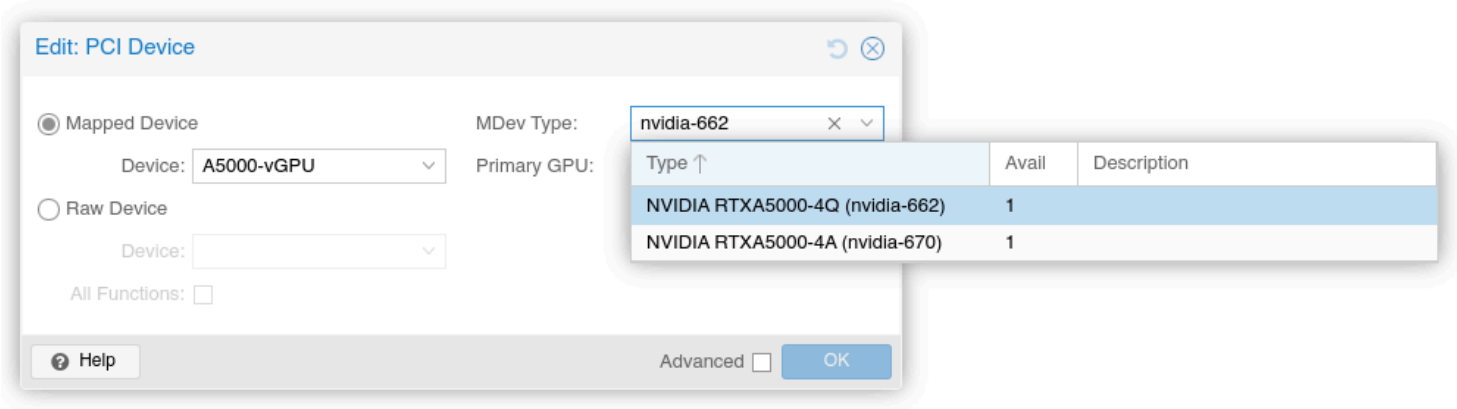 Edit: PCI Device
Mapped Device
MDev Type: nvidia-662
Device: A5000-vGPU
Primary GPU:
Type Avail Description
Raw Device
NVIDIA RTXA5000-4Q (nvidia-662) 1
NVIDIA RTXA5000-4A (nvidia-670) 1
Device:
All Functions:
Help
Advanced
OK